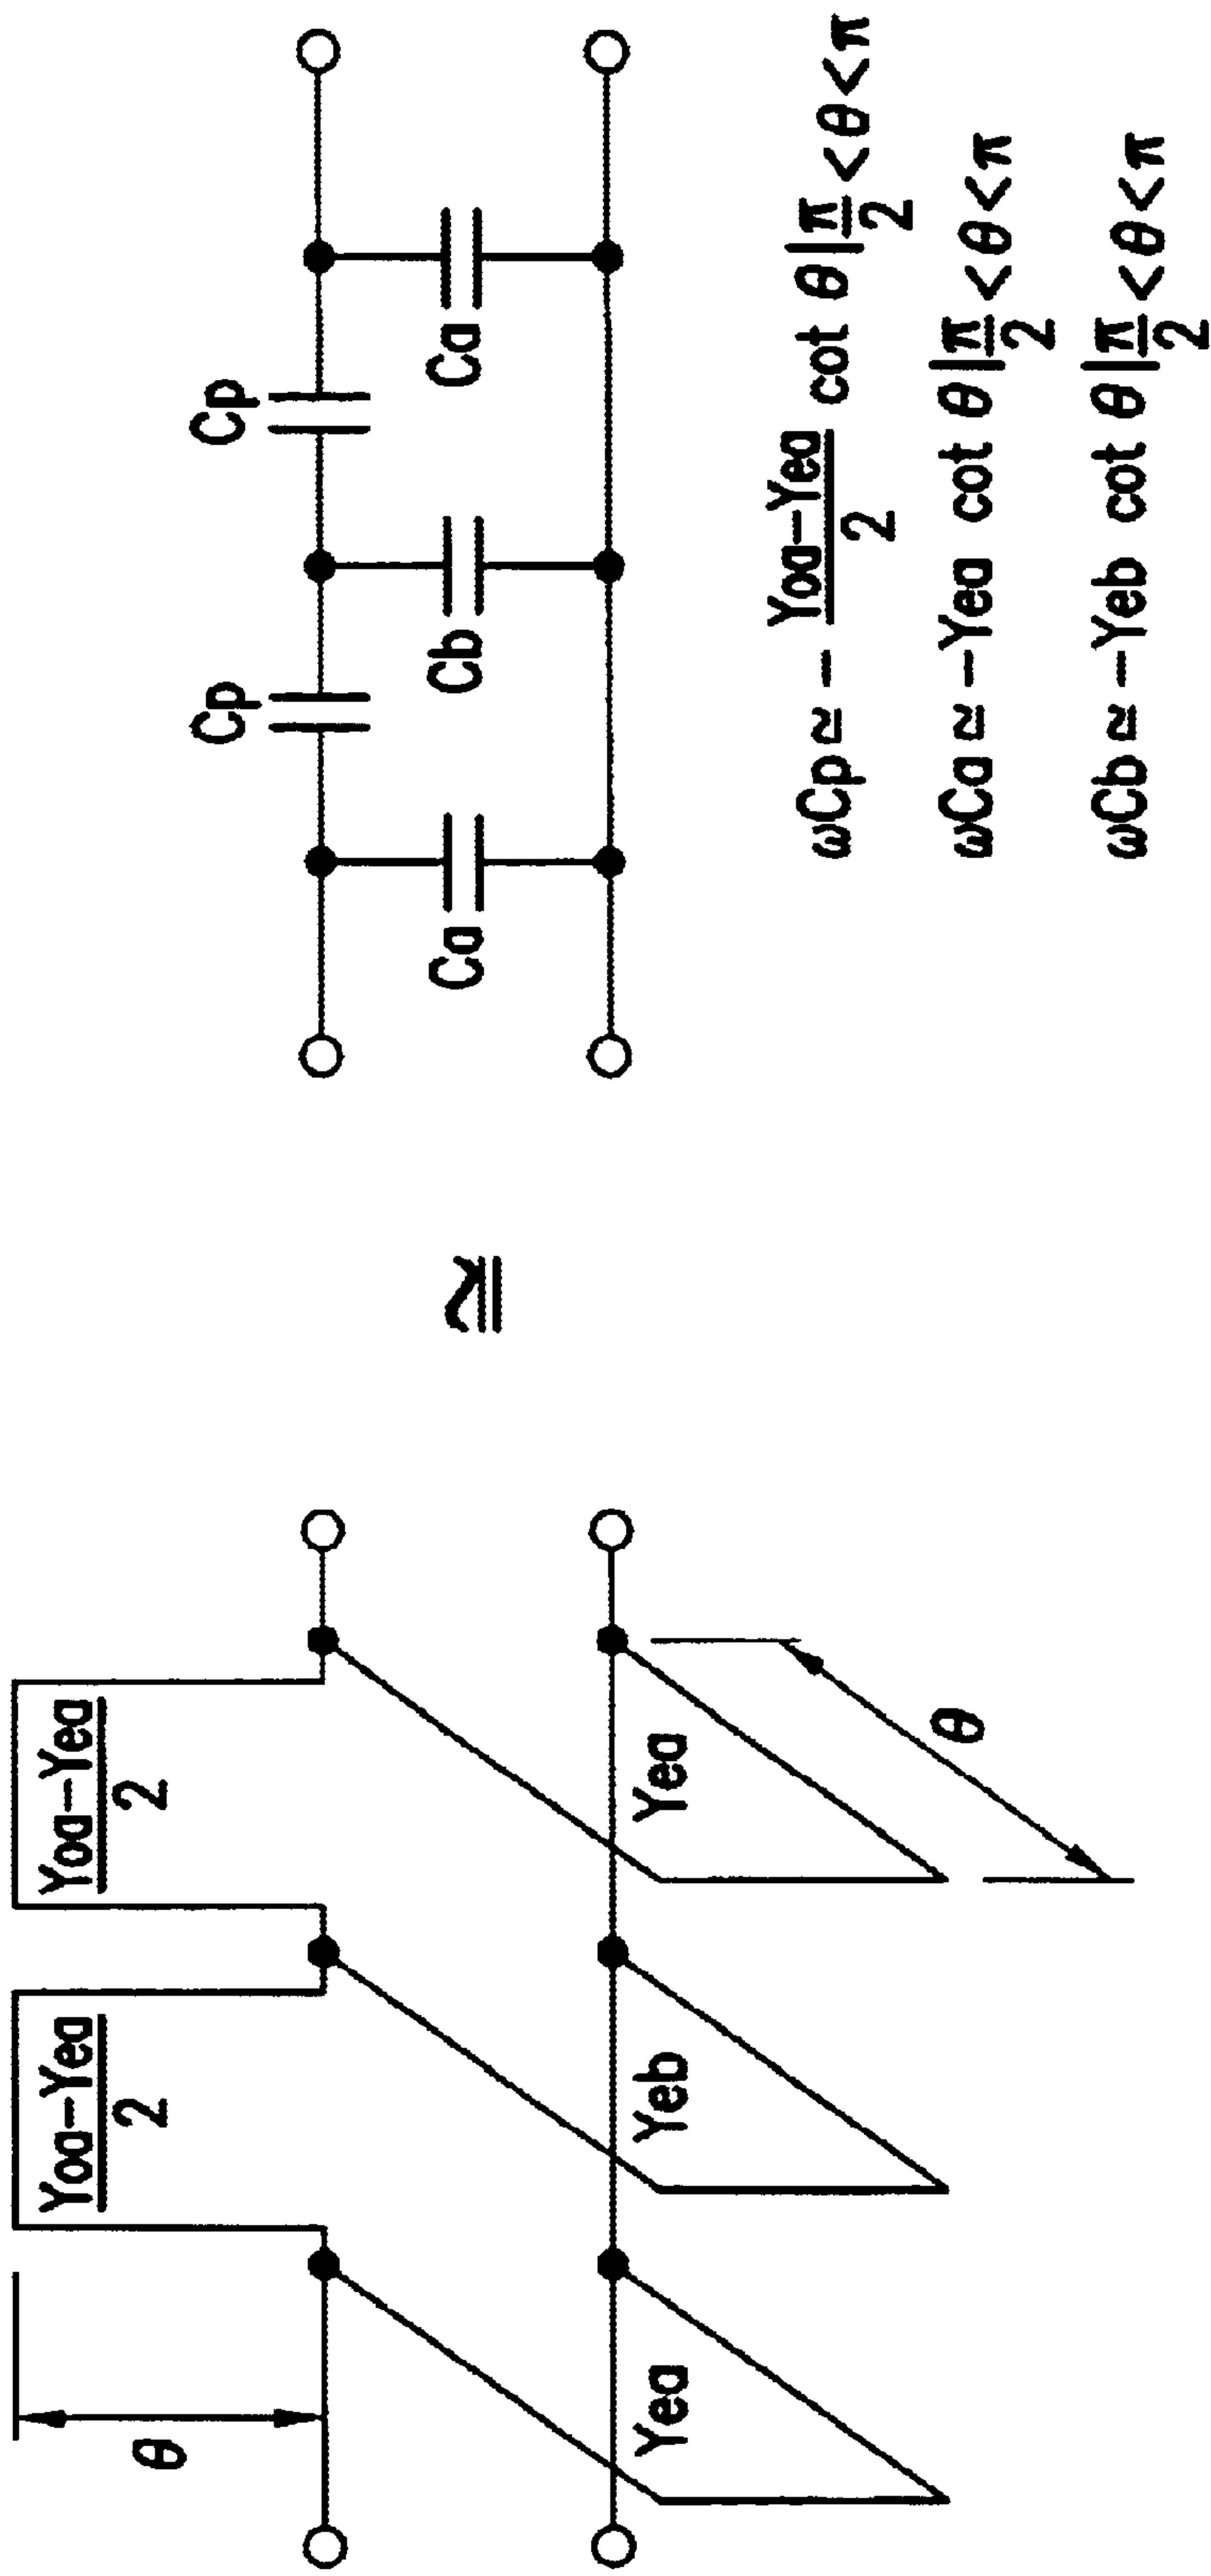 θ
Yoa-Yea
2
Yoa-Yea
2
Yea
Yeb
Yea
θ
≃
Cp
Cp
Ca
Cb
Ca
ωCp ≃ - Yoa-Yea/2 cot θ|π/2<θ<π
ωCa ≃ -Yea cot θ|π/2<θ<π
ωCb ≃ -Yeb cot θ|π/2<θ<π